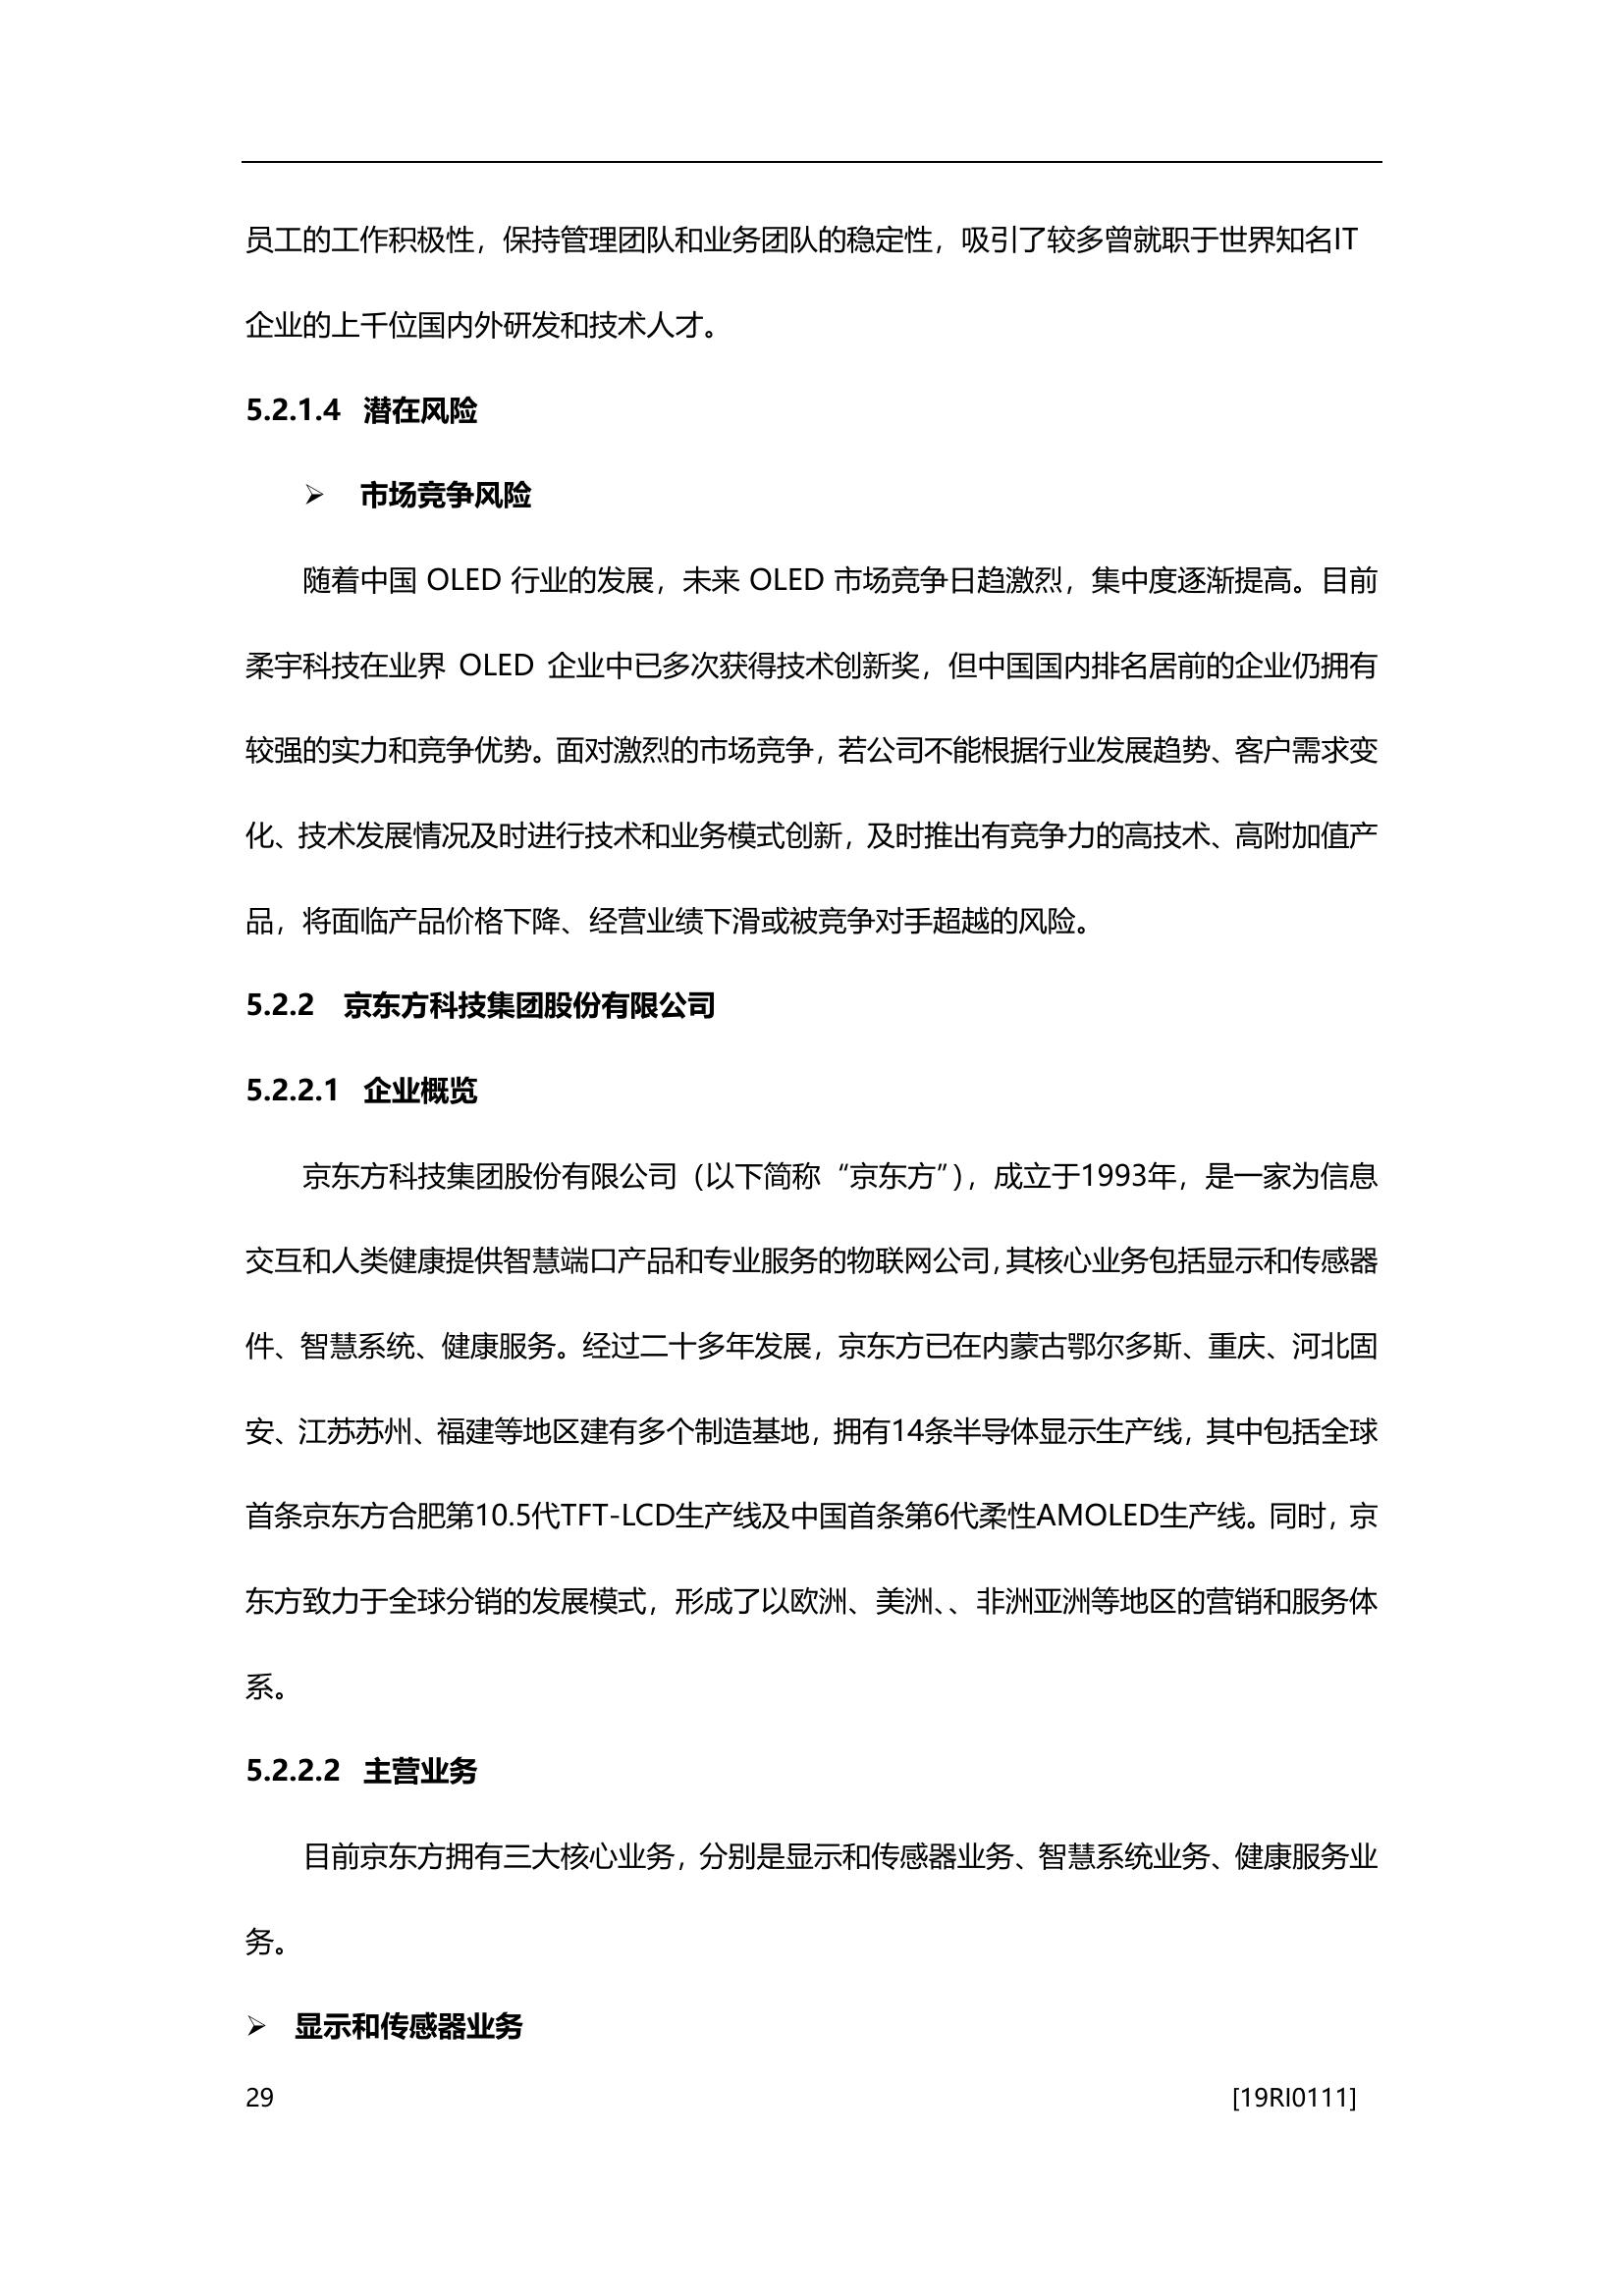 员工的工作积极性，保持管理团队和业务团队的稳定性，吸引了较多曾就职于世界知名IT
企业的上千位国内外研发和技术人才。
5.2.1.4 潜在风险
➢ 市场竞争风险
随着中国 OLED 行业的发展，未来 OLED 市场竞争日趋激烈，集中度逐渐提高。目前
柔宇科技在业界 OLED 企业中已多次获得技术创新奖，但中国国内排名居前的企业仍拥有
较强的实力和竞争优势。面对激烈的市场竞争，若公司不能根据行业发展趋势、客户需求变
化、技术发展情况及时进行技术和业务模式创新，及时推出有竞争力的高技术、高附加值产
品，将面临产品价格下降、经营业绩下滑或被竞争对手超越的风险。
5.2.2 京东方科技集团股份有限公司
5.2.2.1 企业概览
京东方科技集团股份有限公司（以下简称“京东方”），成立于1993年，是一家为信息
交互和人类健康提供智慧端口产品和专业服务的物联网公司，其核心业务包括显示和传感器
件、智慧系统、健康服务。经过二十多年发展，京东方已在内蒙古鄂尔多斯、重庆、河北固
安、江苏苏州、福建等地区建有多个制造基地，拥有14条半导体显示生产线，其中包括全球
首条京东方合肥第10.5代TFT-LCD生产线及中国首条第6代柔性AMOLED生产线。同时，京
东方致力于全球分销的发展模式，形成了以欧洲、美洲、、非洲亚洲等地区的营销和服务体
系。
5.2.2.2 主营业务
目前京东方拥有三大核心业务，分别是显示和传感器业务、智慧系统业务、健康服务业
务。
➢ 显示和传感器业务
29 [19RI0111]